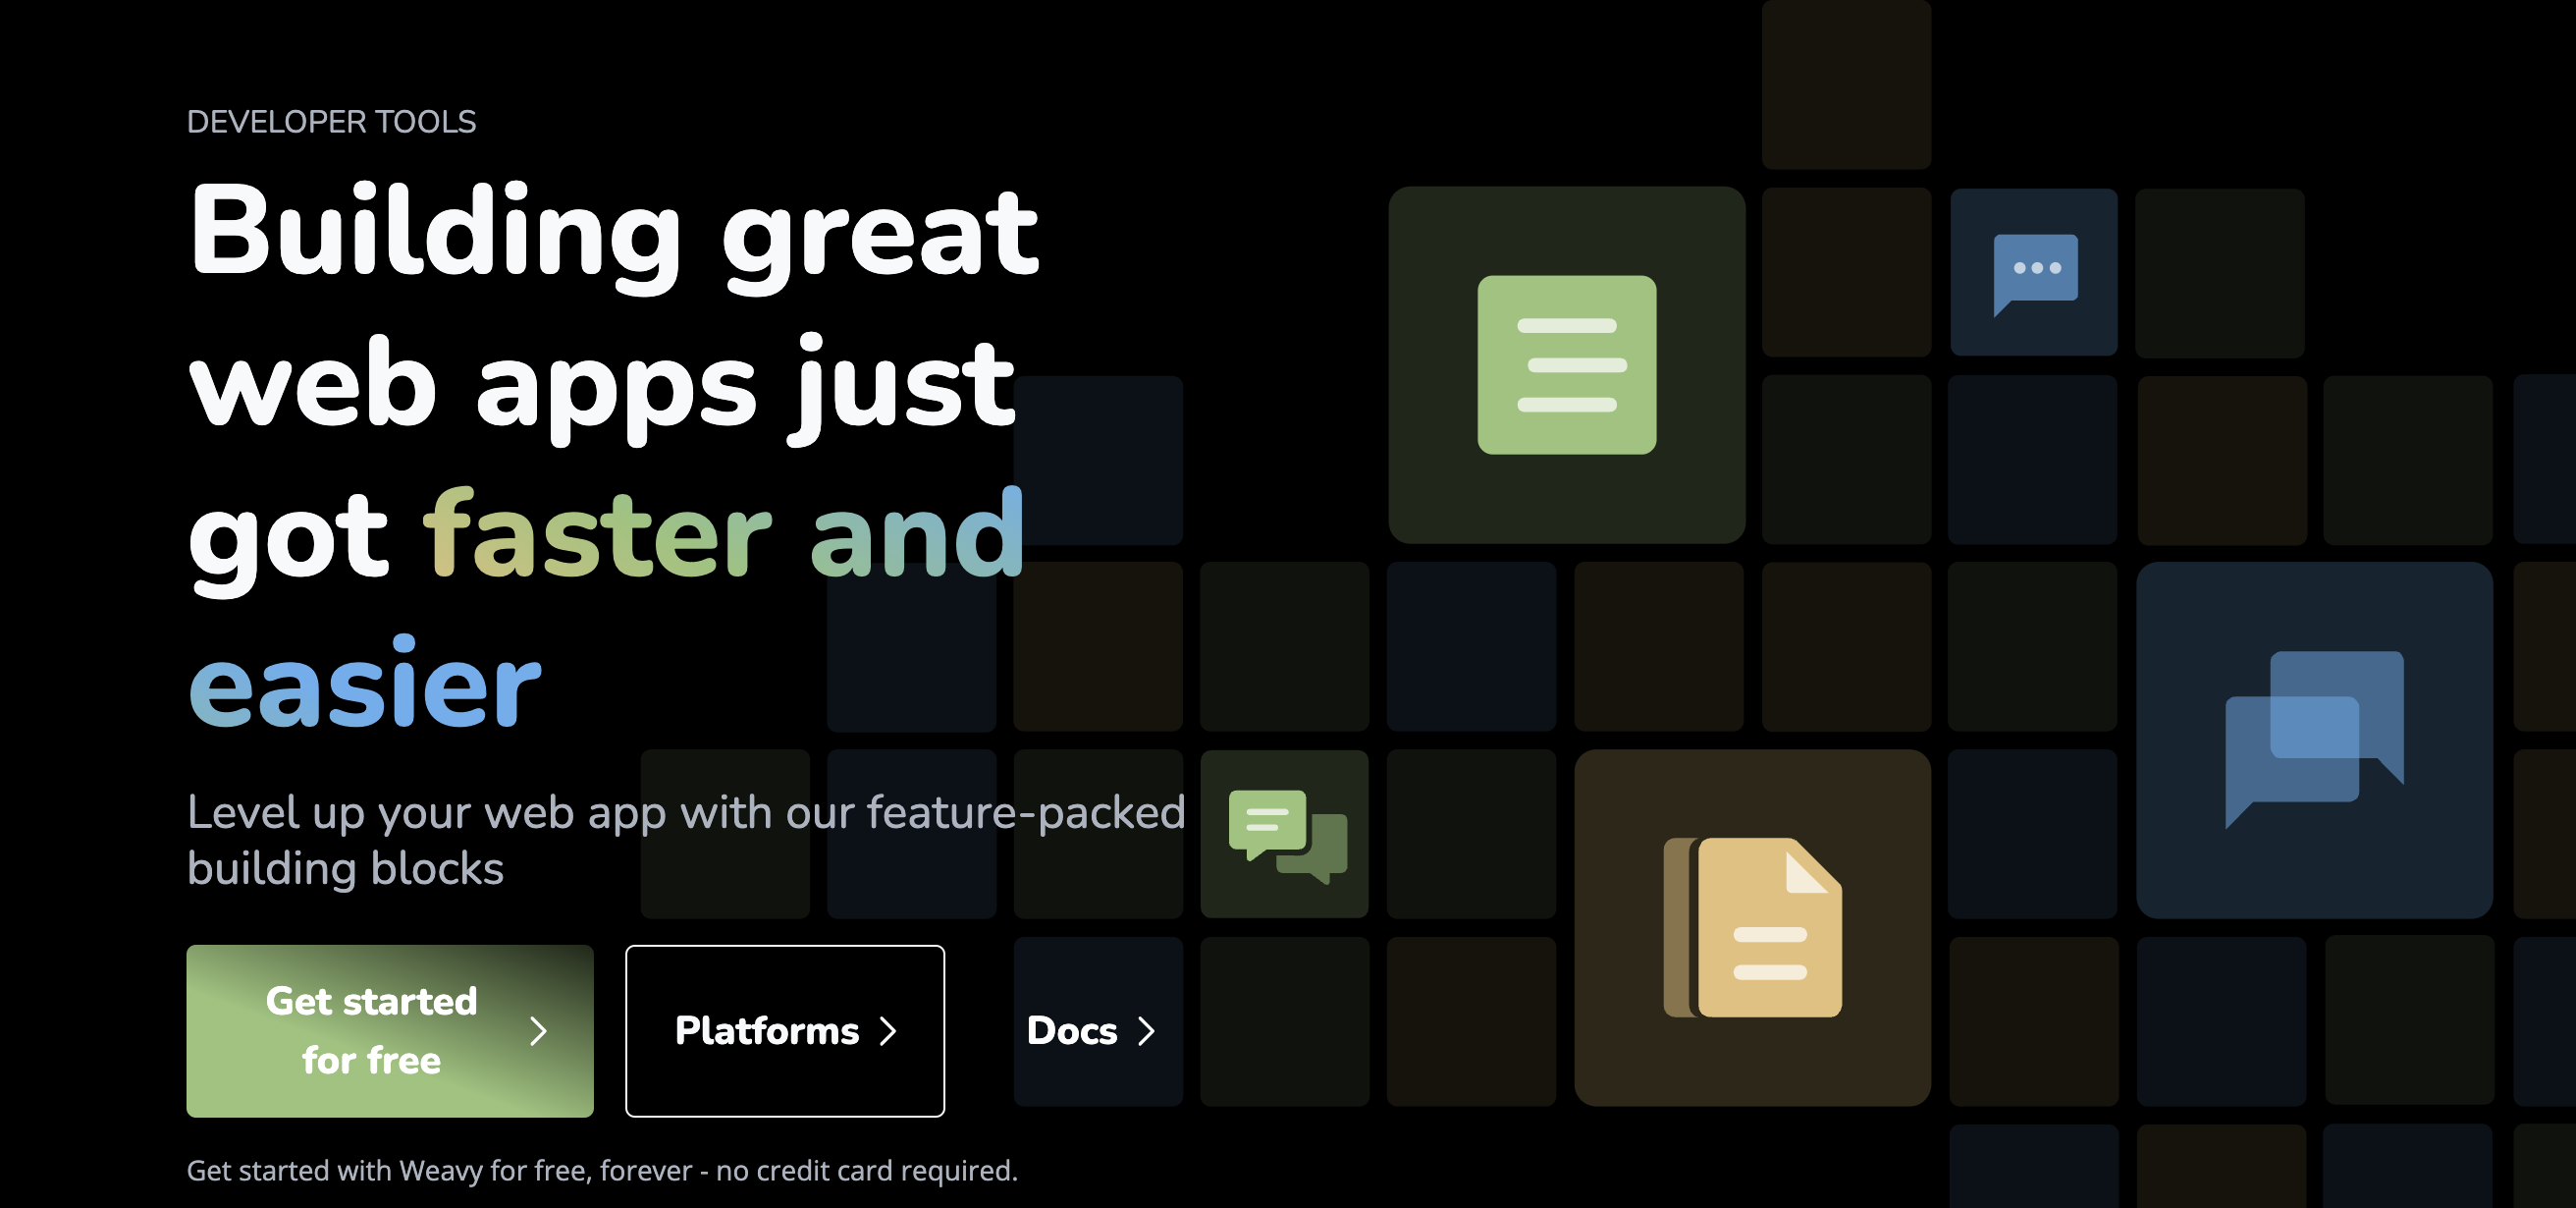 DEVELOPER TOOLS
Building great
web apps just
got faster and
easier
Level up your web app with our feature-packed
building blocks
Get started
for free
Platforms
Docs
Get started with Weavy for free, forever - no credit card required.